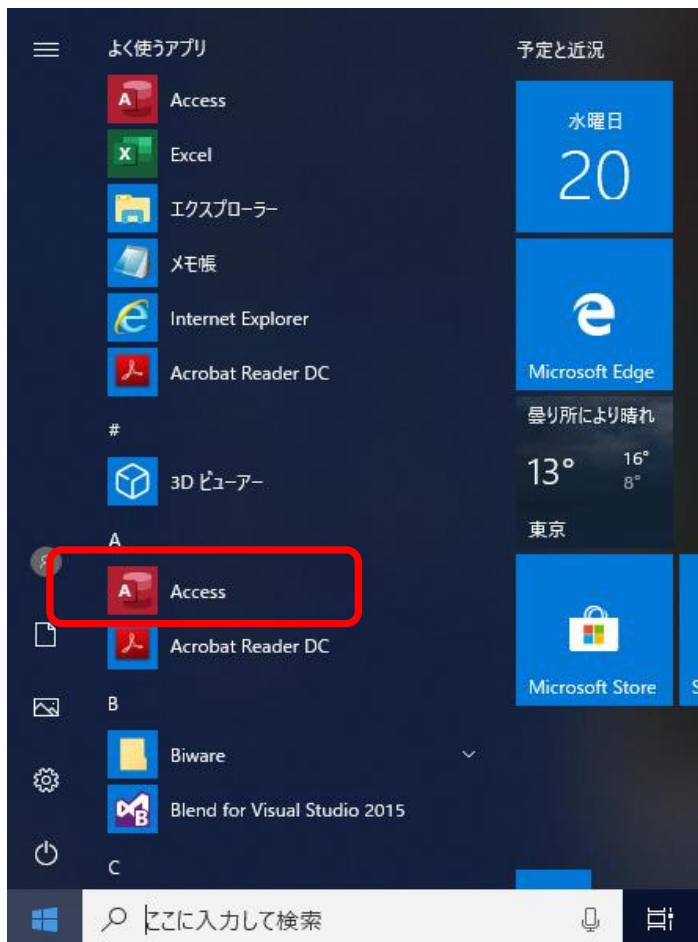 よく使うアプリ
Access
Excel
エクスプローラー
メモ帳
Internet Explorer
Acrobat Reader DC
#
3D ビューアー
A
Access
Acrobat Reader DC
B
Biware
Blend for Visual Studio 2015
C
ここに入力して検索
予定と近況
水曜日
20
Microsoft Edge
曇り所により晴れ
13°
16°
8°
東京
Microsoft Store
S